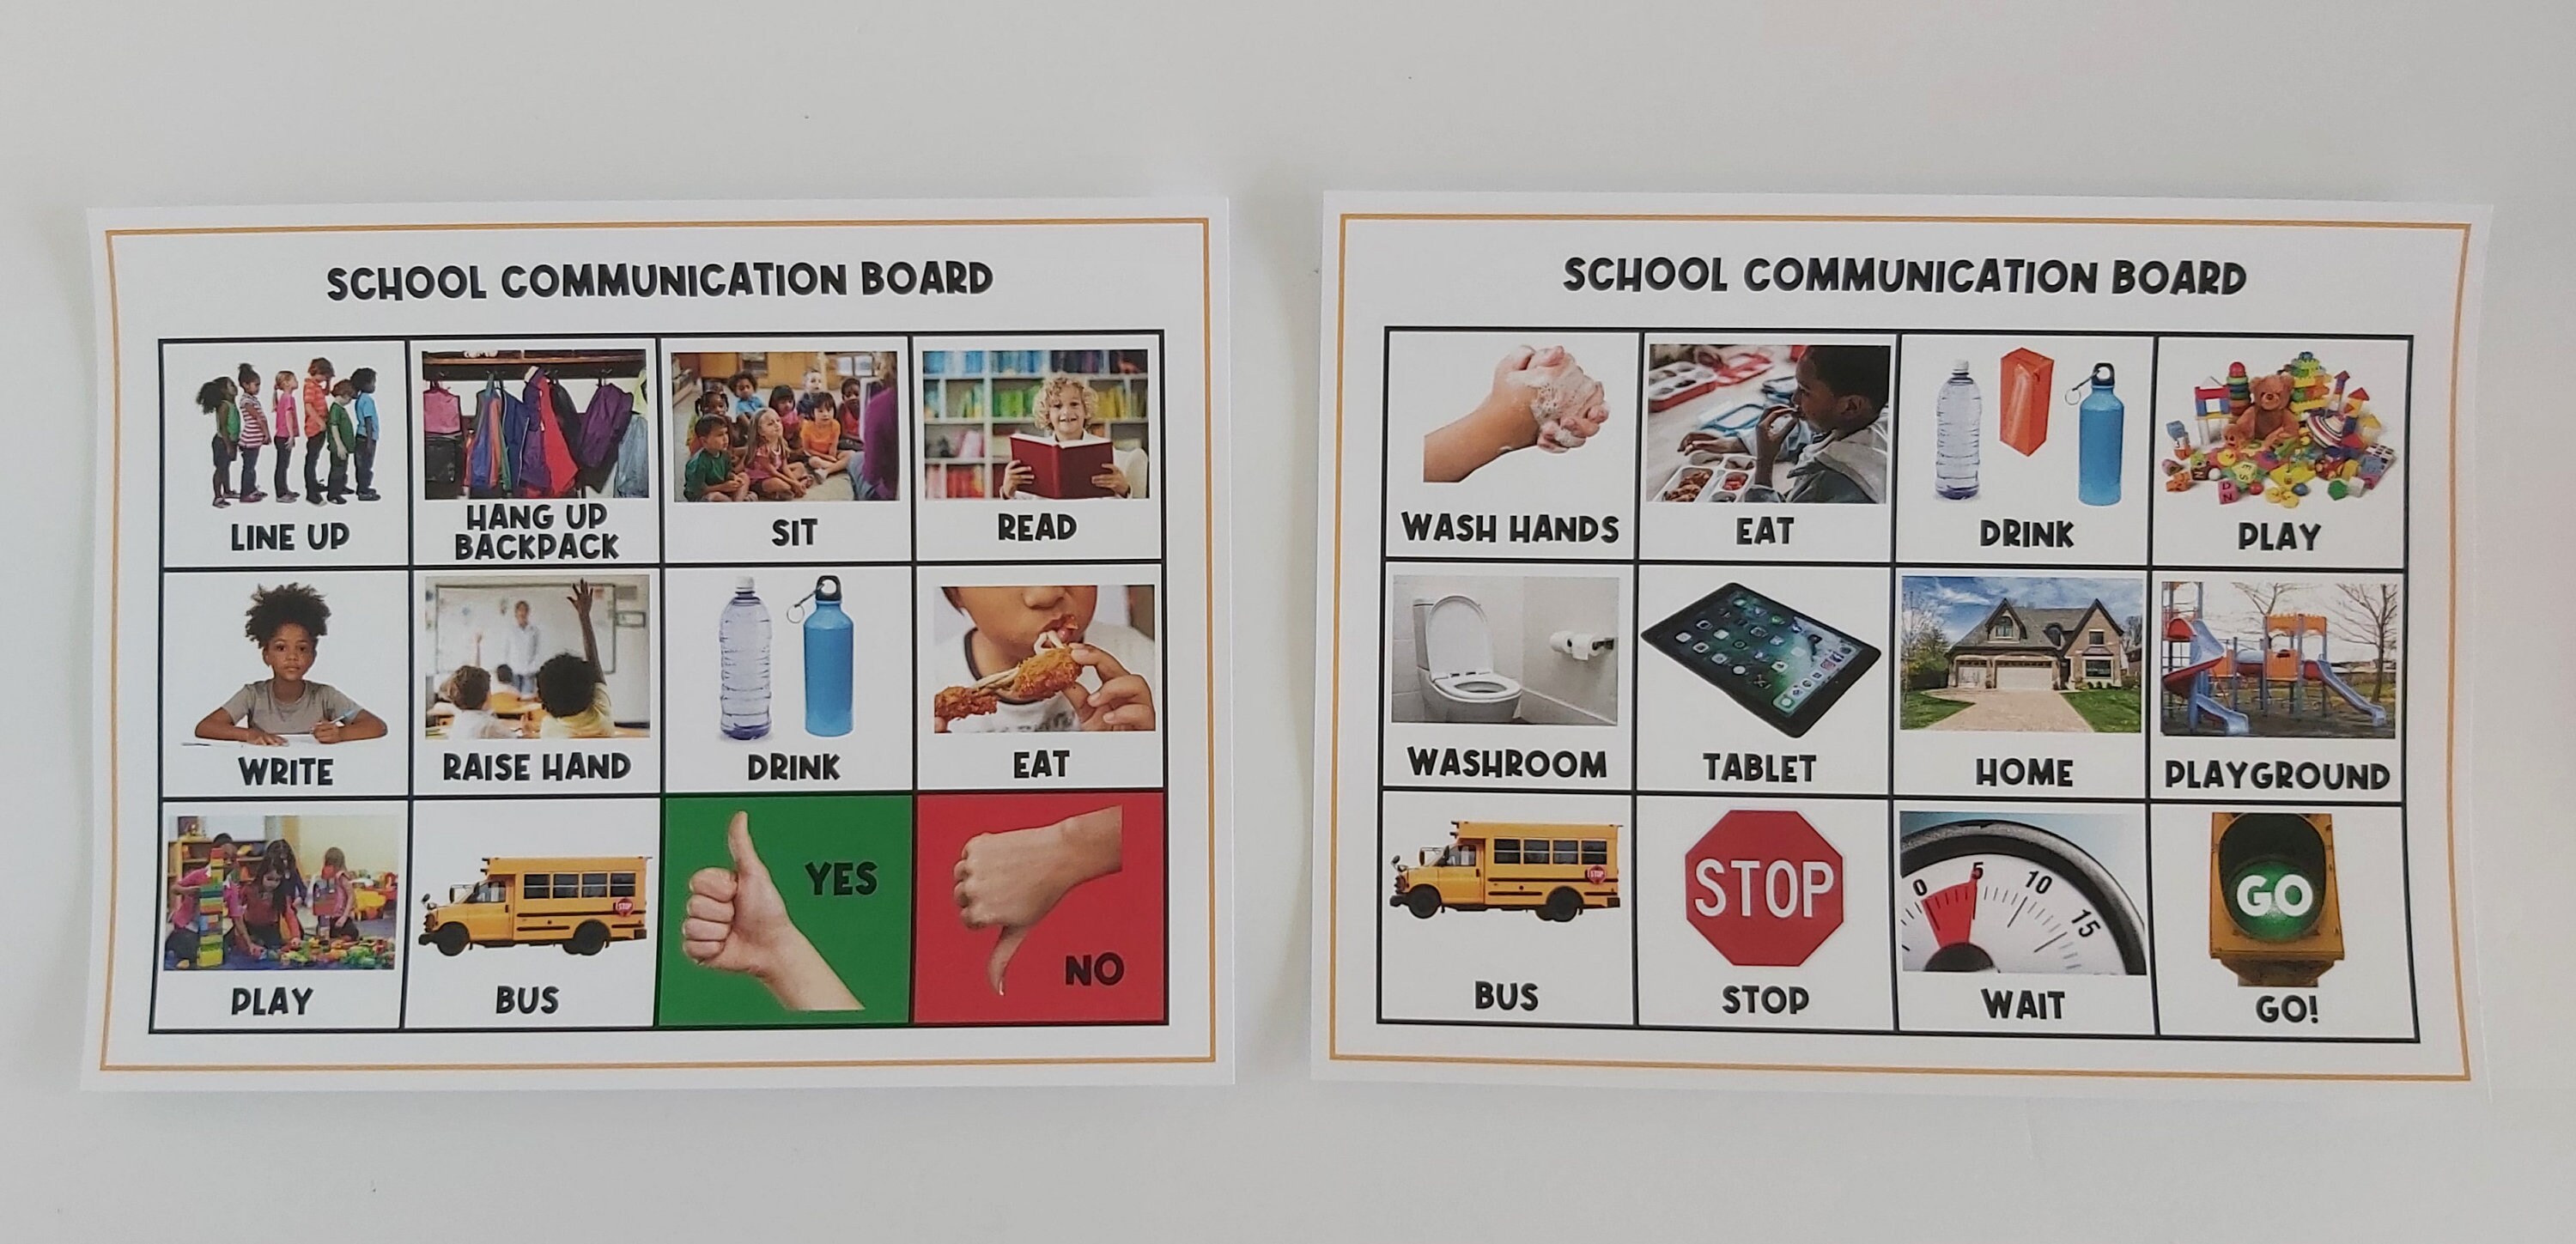 SCHOOL COMMUNICATION BOARD
LINE UP
HANG UP
BACKPACK
SIT
READ
WRITE
RAISE HAND
DRINK
EAT
PLAY
STOP
BUS
YES
NO
SCHOOL COMMUNICATION BOARD
WASH HANDS
EAT
DRINK
PLAY
WASHROOM
TABLET
HOME
PLAYGROUND
STOP
BUS
STOP
STOP
0 5 10 15
WAIT
GO
GO!